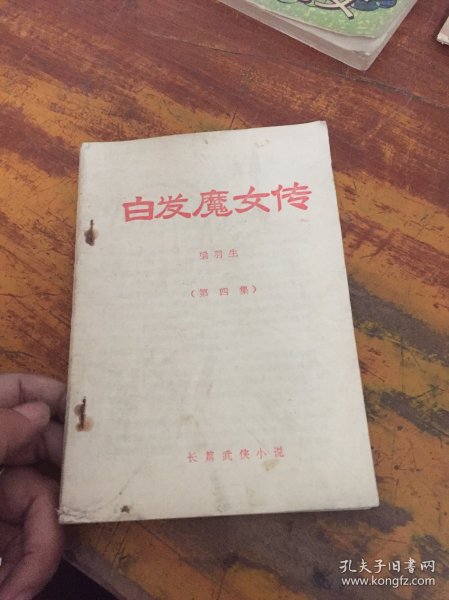 白发魔女传
梁羽生
（第四集）
长篇武侠小说
孔夫子旧书网
www.kongfz.com